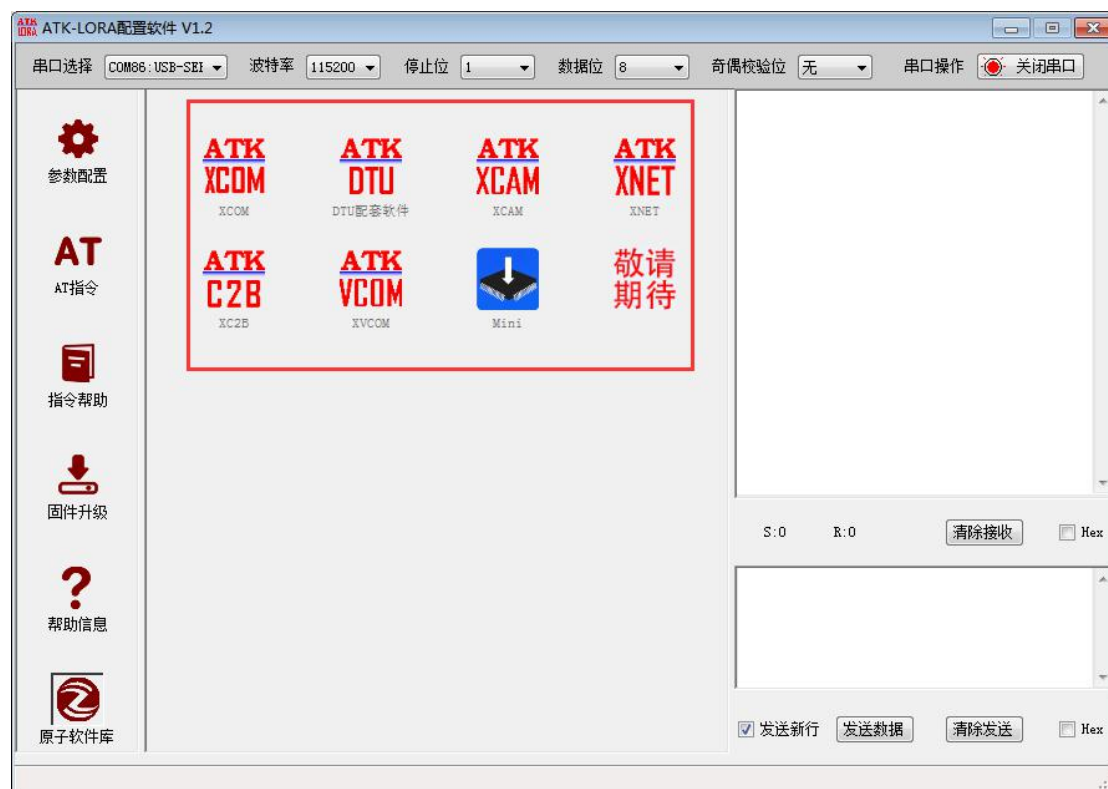 ATK LORA ATK-LORA配置软件 V1.2
串口选择 COM86:USB-SEI 波特率 115200 停止位 1 数据位 8 奇偶校验位 无 串口操作 关闭串口
参数配置
AT
AT指令
指令帮助
固件升级
?
帮助信息
原子软件库
ATK ATK ATK ATK
XCOM DTU XCAM XNET
XCOM DTU配套软件 XCAM XNET
ATK ATK 敬请
C2B VCOM 期待
XC2B XVCOM Mini
S:0 R:0 清除接收 Hex
发送新行 发送数据 清除发送 Hex